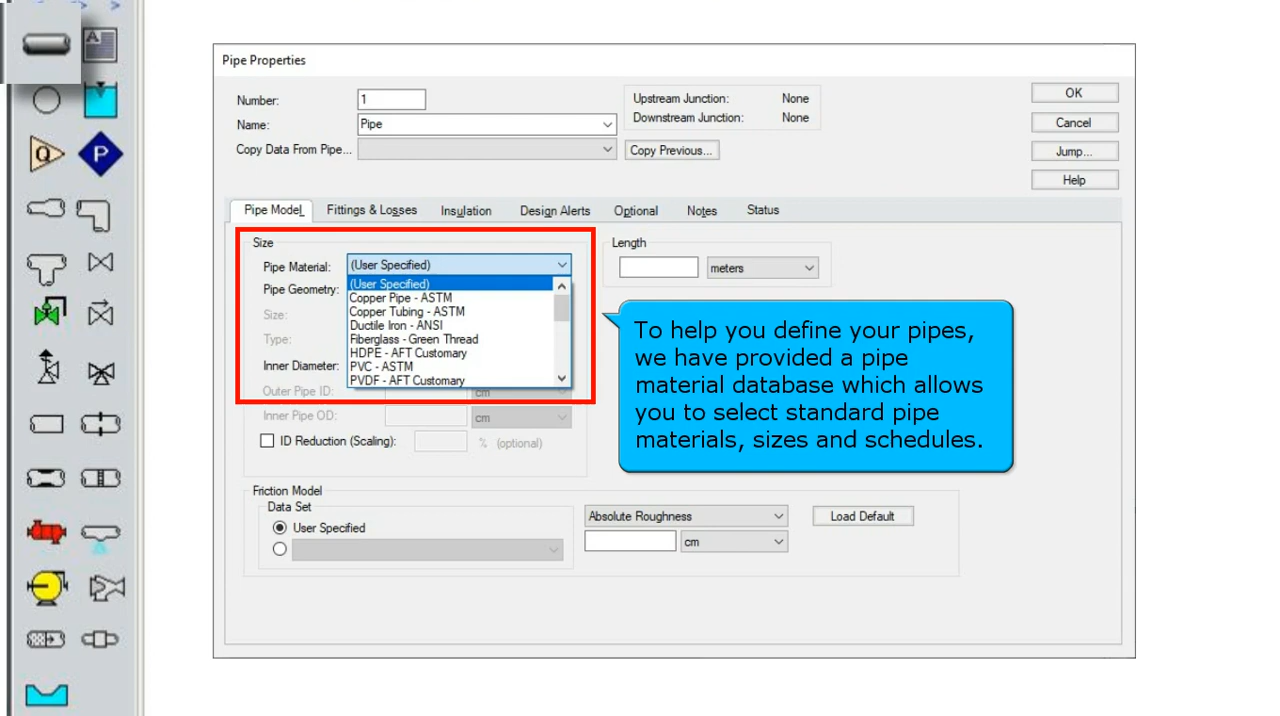 A
Q
P
Pipe Properties
Number: 1
Name: Pipe
Copy Data From Pipe... Copy Previous...
Upstream Junction: None
Downstream Junction: None
OK
Cancel
Jump...
Help
Pipe Model Fittings & Losses Insulation Design Alerts Optional Notes Status
Size
Pipe Material: (User Specified)
Pipe Geometry:
Size:
Type:
Inner Diameter:
(User Specified)
Copper Pipe - ASTM
Copper Tubing - ASTM
Ductile Iron - ANSI
Fiberglass - Green Thread
HDPE - AFT Customary
PVC - ASTM
PVDF - AFT Customary
Outer Pipe ID: cm
Inner Pipe OD: cm
ID Reduction (Scaling): % (optional)
Length
meters
To help you define your pipes,
we have provided a pipe
material database which allows
you to select standard pipe
materials, sizes and schedules.
Friction Model
Data Set
User Specified
Absolute Roughness Load Default
cm